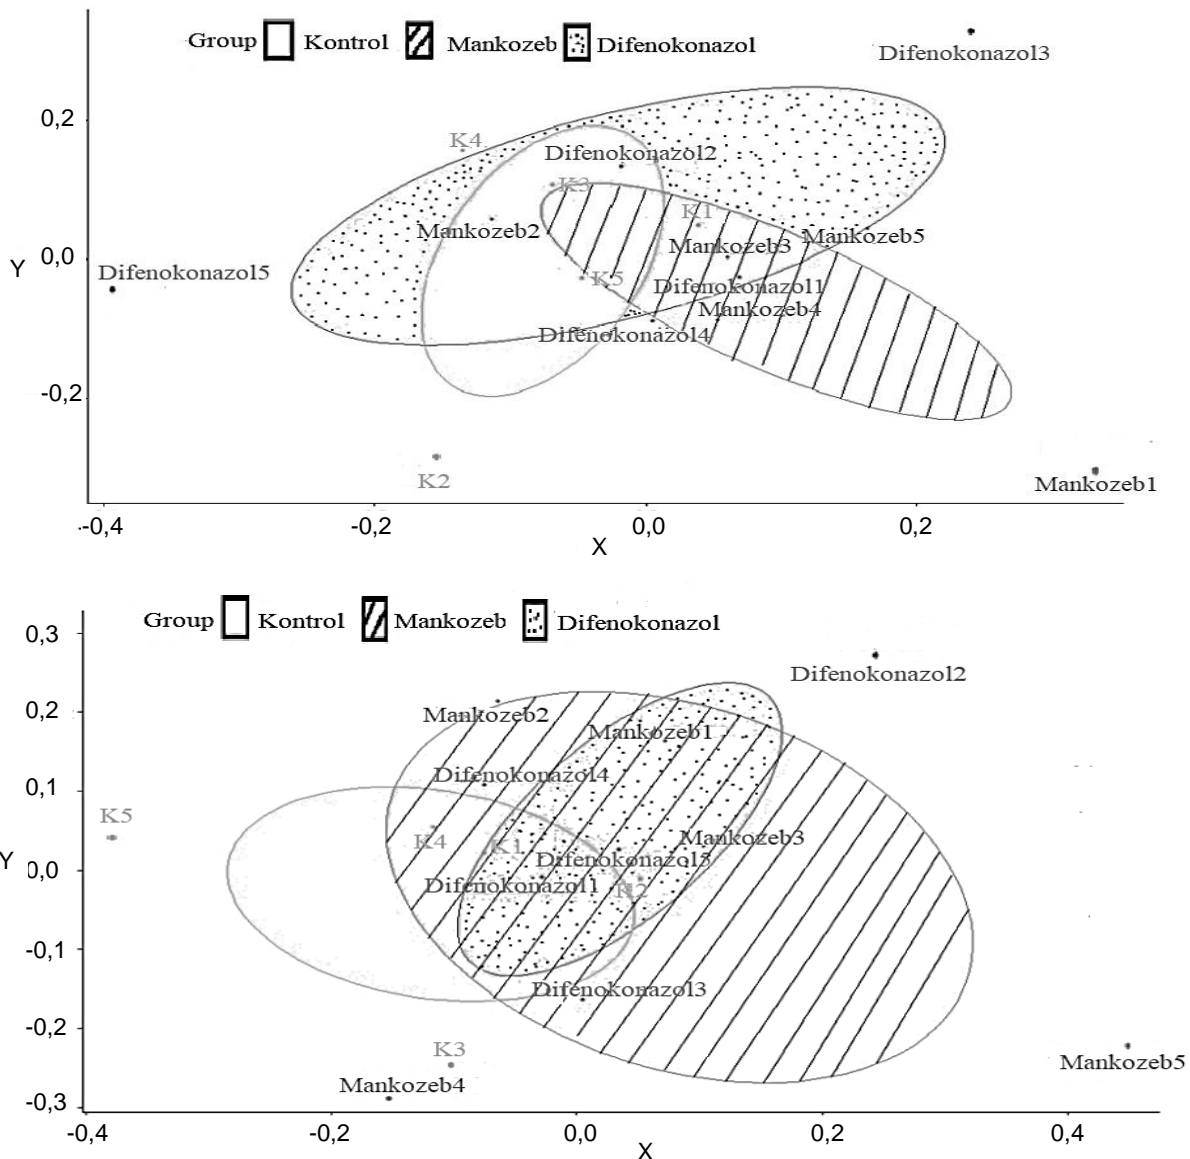 Group Kontrol Mankozeb Difenokonazol
Difenokonazol3
0,2
K4
Difenokonazol2
K3
K1
Mankozeb2
Mankozeb3
Mankozeb5
0,0
Y
Difenokonazol5
K5
Difenokonazol1
Mankozeb4
Difenokonazol4
-0,2
K2
Mankozeb1
-0,4 -0,2 0,0 0,2
X
Group Kontrol Mankozeb Difenokonazol
0,3
Difenokonazol2
0,2
Mankozeb2
Mankozeb1
Difenokonazol4
0,1
K5
K4
K1
Mankozeb3
Y
Difenokonazol5
0,0
Difenokonazol1
K2
-0,1
Difenokonazol3
-0,2
K3
Mankozeb5
Mankozeb4
-0,3
-0,4 -0,2 0,0 0,2 0,4
X